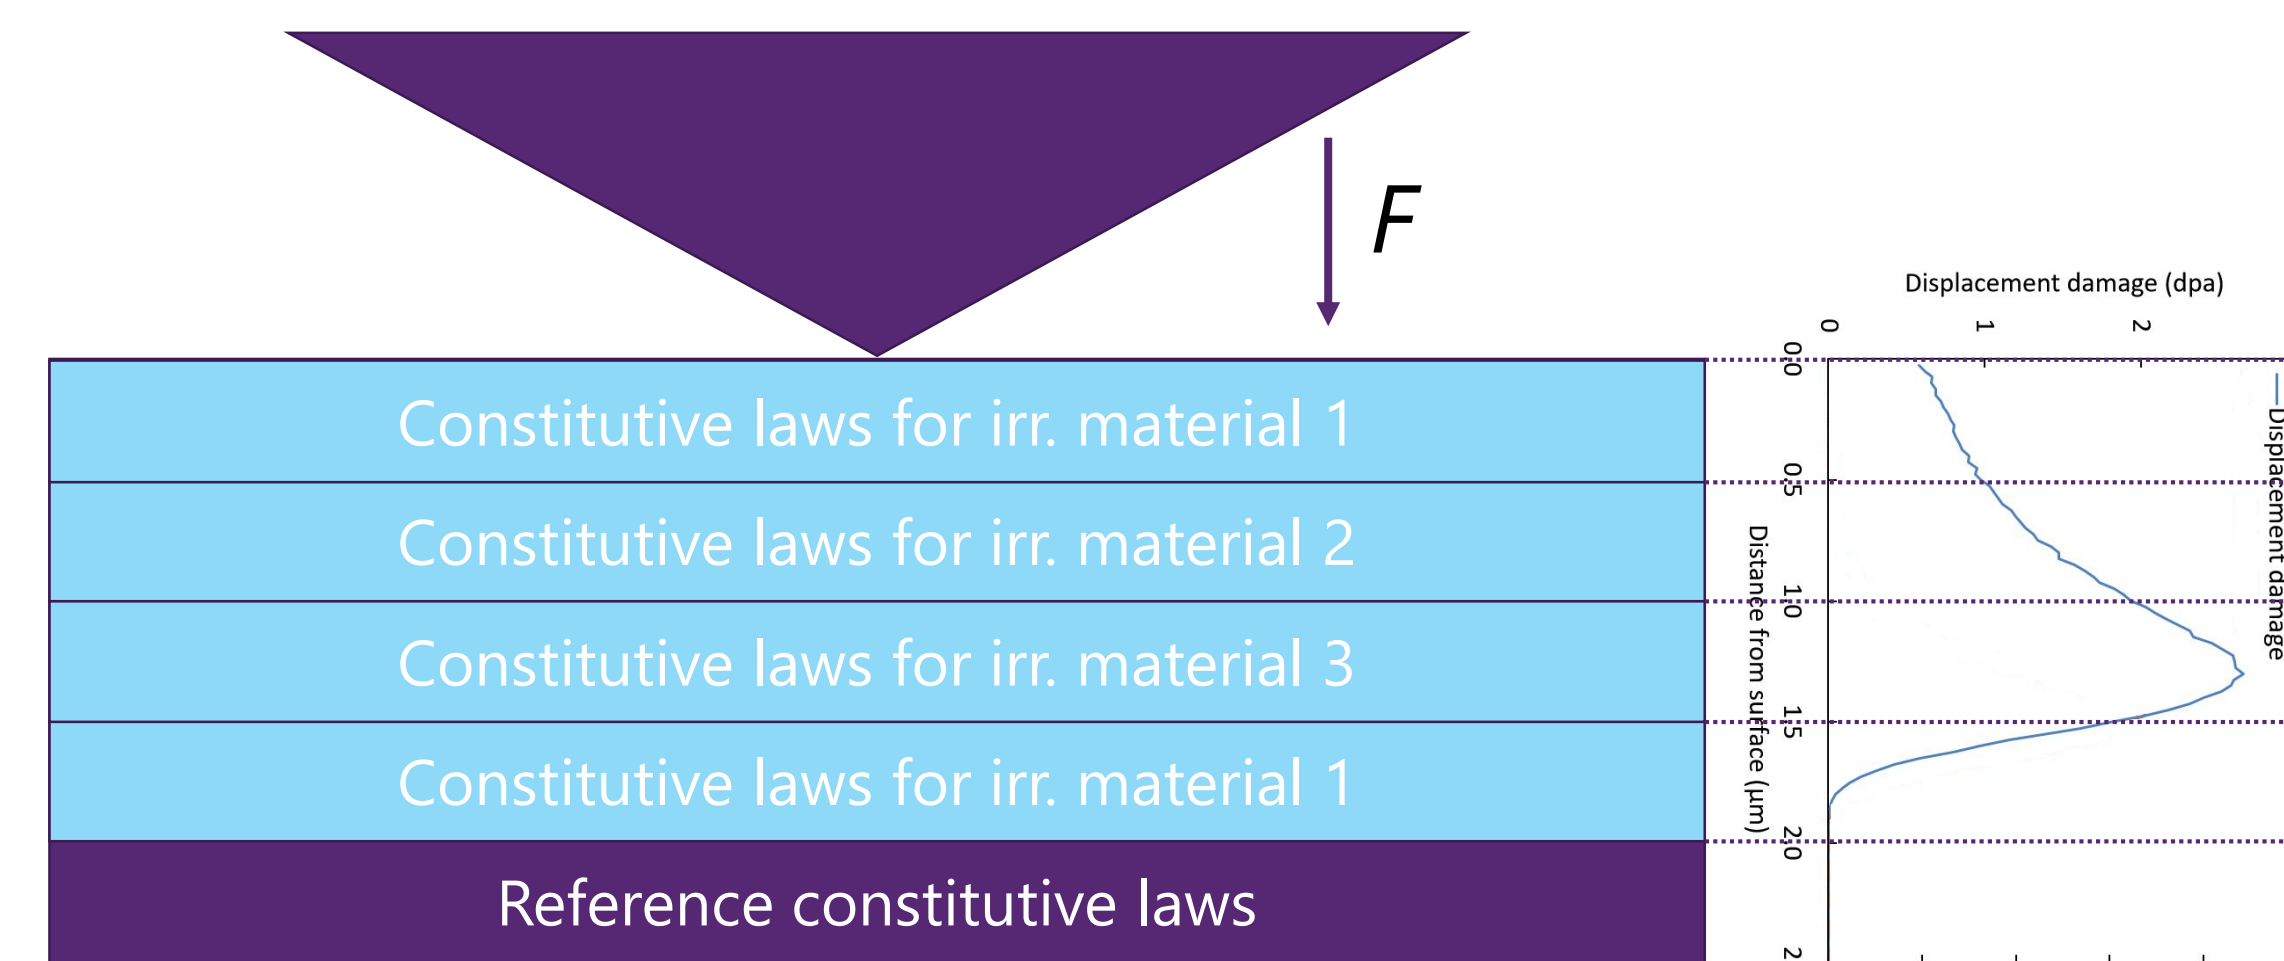 F
Displacement damage (dpa)
0
1
2
Constitutive laws for irr. material 1
Constitutive laws for irr. material 2
Constitutive laws for irr. material 3
Constitutive laws for irr. material 1
Reference constitutive laws
0.0
0.5
1.0
1.5
2.0
2
Distance from surface (μm)
Displacement damage